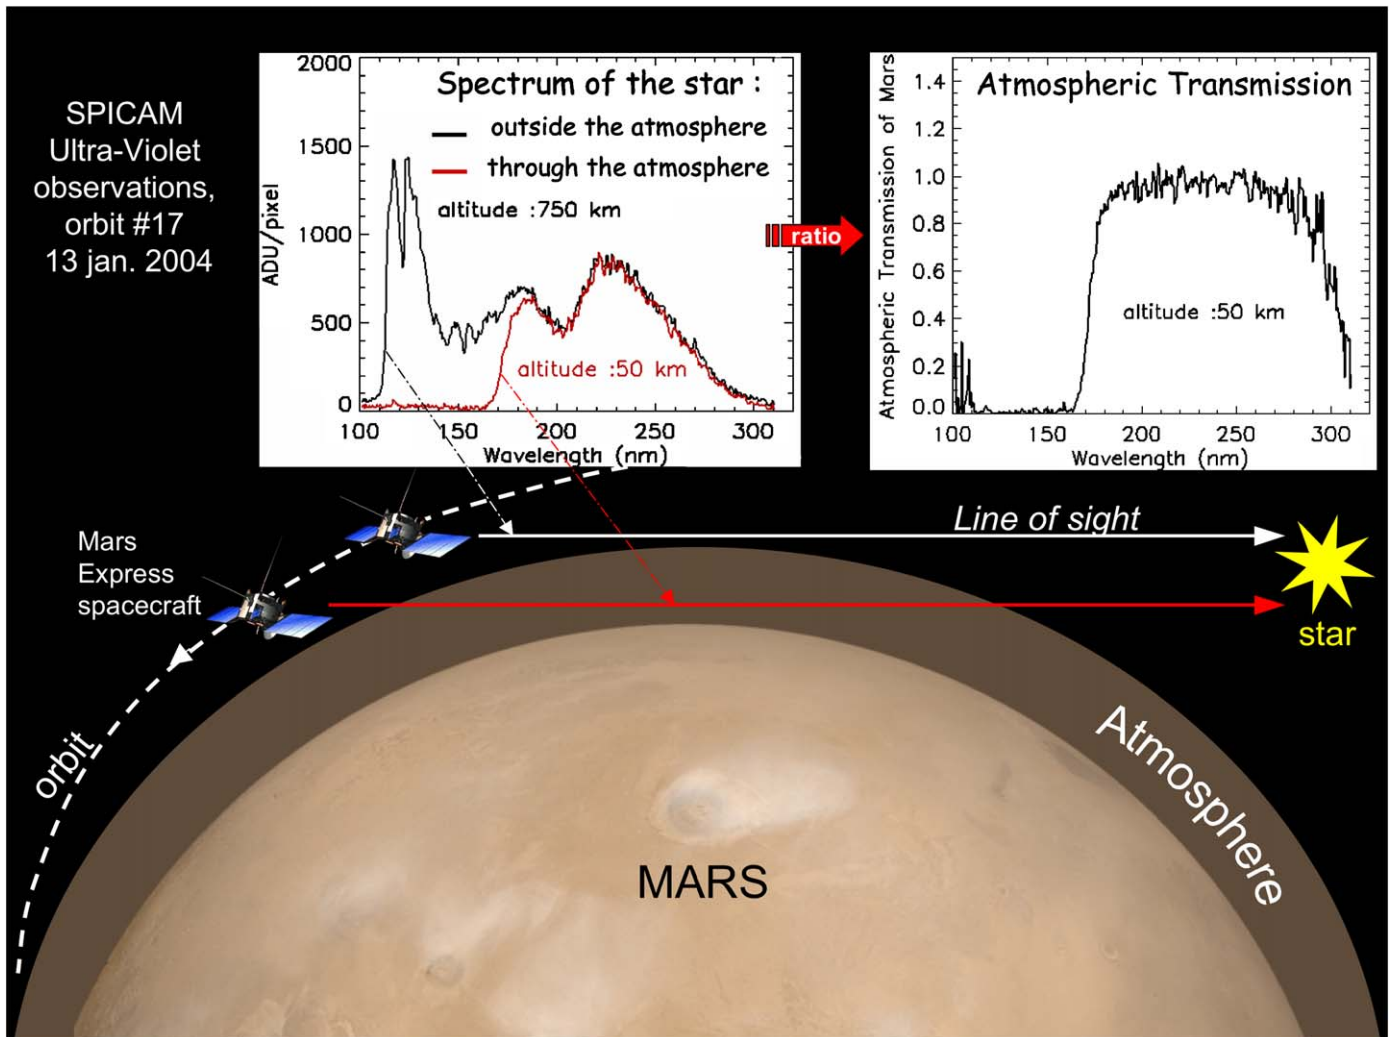 SPICAM
Ultra-Violet
observations,
orbit #17
13 jan. 2004
2000
1500
1000
500
0
ADU/pixel
Spectrum of the star :
outside the atmosphere
through the atmosphere
altitude :750 km
altitude :50 km
100 150 200 250 300
Wavelength (nm)
ratio
Atmospheric Transmission of Mars
1.4
1.2
1.0
0.8
0.6
0.4
0.2
0.0
Atmospheric Transmission
altitude :50 km
100 150 200 250 300
Wavelength (nm)
Line of sight
Mars
Express
spacecraft
star
orbit
Atmosphere
MARS